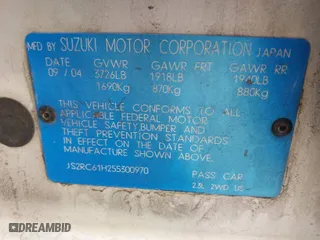 MFD BY SUZUKI MOTOR CORPORATION JAPAN
DATE GVWR GAWR FRT GAWR RR
09 / 04 3726LB 1918LB 1940LB
1690Kg 870Kg 880Kg
THIS VEHICLE CONFORMS TO ALL
APPLICABLE FEDERAL MOTOR
VEHICLE SAFETY,BUMPER AND
THEFT PREVENTION STANDARDS
IN EFFECT ON THE DATE OF
MANUFACTURE SHOWN ABOVE.
JS2RC61H255300970 PASS CAR
2.3L 2WD US
DREAMBID